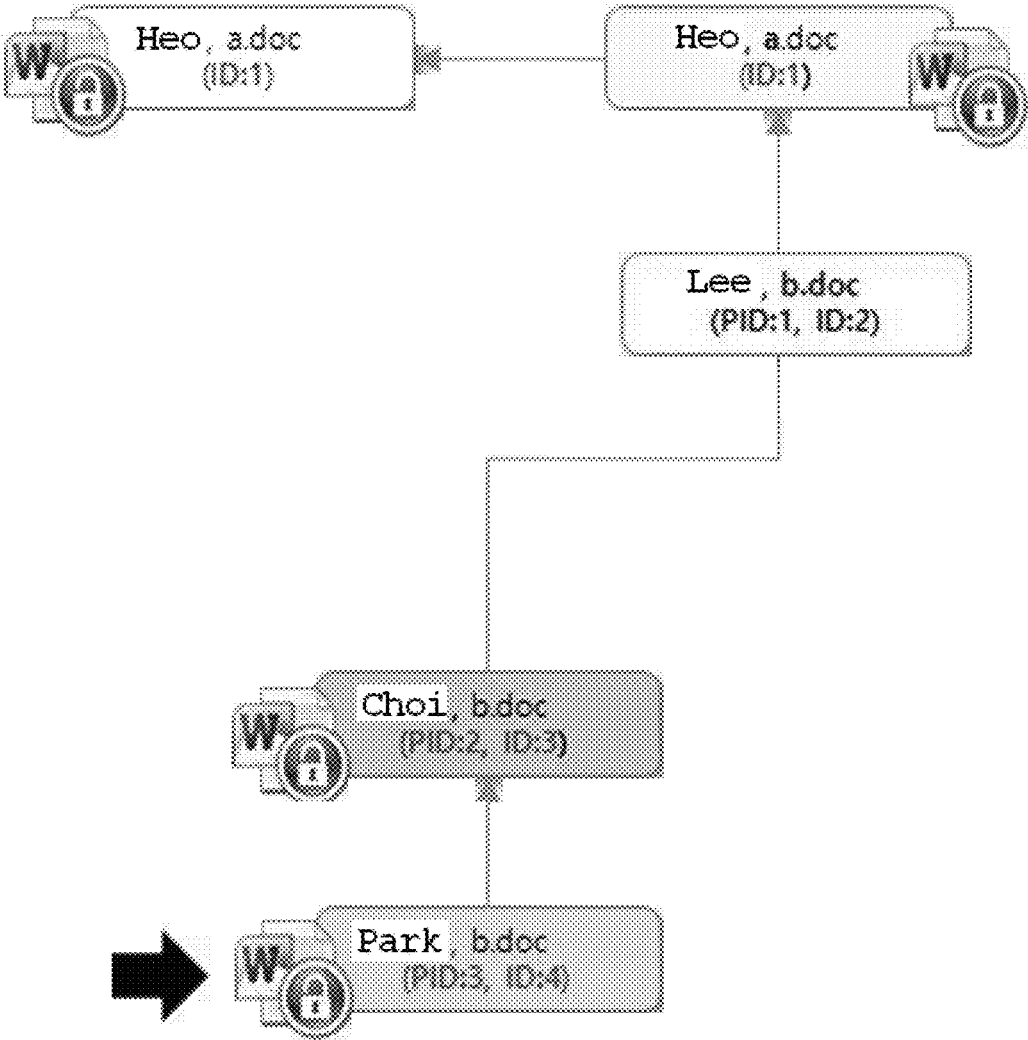 Heo, a.doc
(ID:1)
Heo, a.doc
(ID:1)
Lee, b.doc
(PID:1, ID:2)
Choi, b.doc
(PID:2, ID:3)
Park, b.doc
(PID:3, ID:4)
W
W
W
W